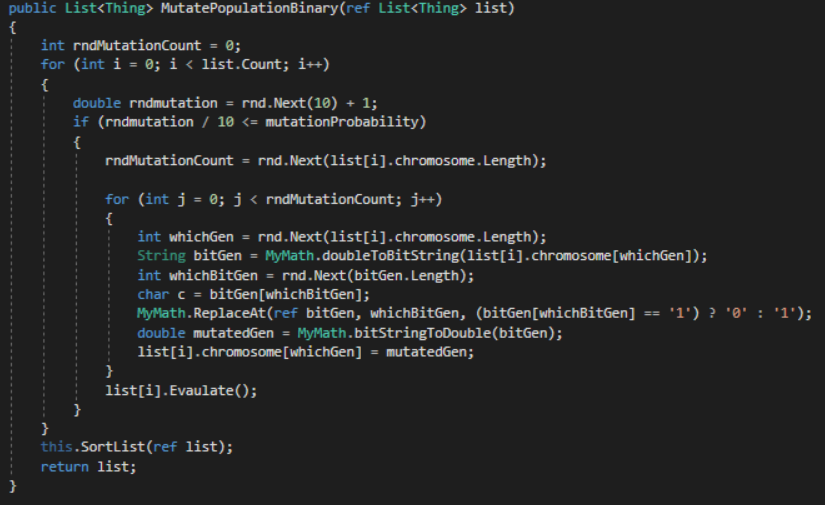 public List<Thing> MutatePopulationBinary(ref List<Thing> list)
{
    int rndMutationCount = 0;
    for (int i = 0; i < list.Count; i++)
    {
        double rndmutation = rnd.Next(10) + 1;
        if (rndmutation / 10 <= mutationProbability)
        {
            rndMutationCount = rnd.Next(list[i].chromosome.Length);

            for (int j = 0; j < rndMutationCount; j++)
            {
                int whichGen = rnd.Next(list[i].chromosome.Length);
                String bitGen = MyMath.doubleToBitString(list[i].chromosome[whichGen]);
                int whichBitGen = rnd.Next(bitGen.Length);
                char c = bitGen[whichBitGen];
                MyMath.ReplaceAt(ref bitGen, whichBitGen, (bitGen[whichBitGen] == '1') ? '0' : '1');
                double mutatedGen = MyMath.bitStringToDouble(bitGen);
                list[i].chromosome[whichGen] = mutatedGen;
            }
            list[i].Evaulate();
        }
    }
    this.SortList(ref list);
    return list;
}